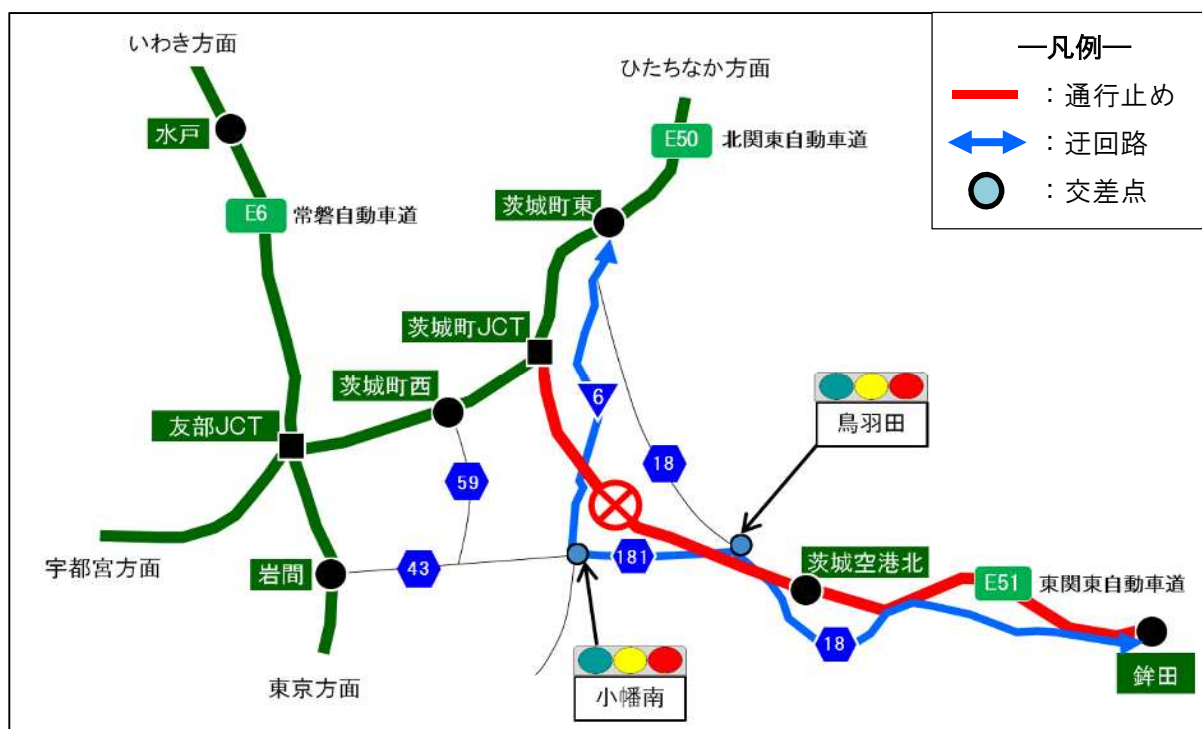 いわき方面
ひたちなか方面
―凡例―
：通行止め
：迂回路
：交差点
水戸
E50 北関東自動車道
E6 常磐自動車道
茨城町東
茨城町JCT
茨城町西
6
鳥羽田
友部JCT
18
59
宇都宮方面
岩間
43
181
茨城空港北
E51 東関東自動車道
18
鉾田
東京方面
小幡南